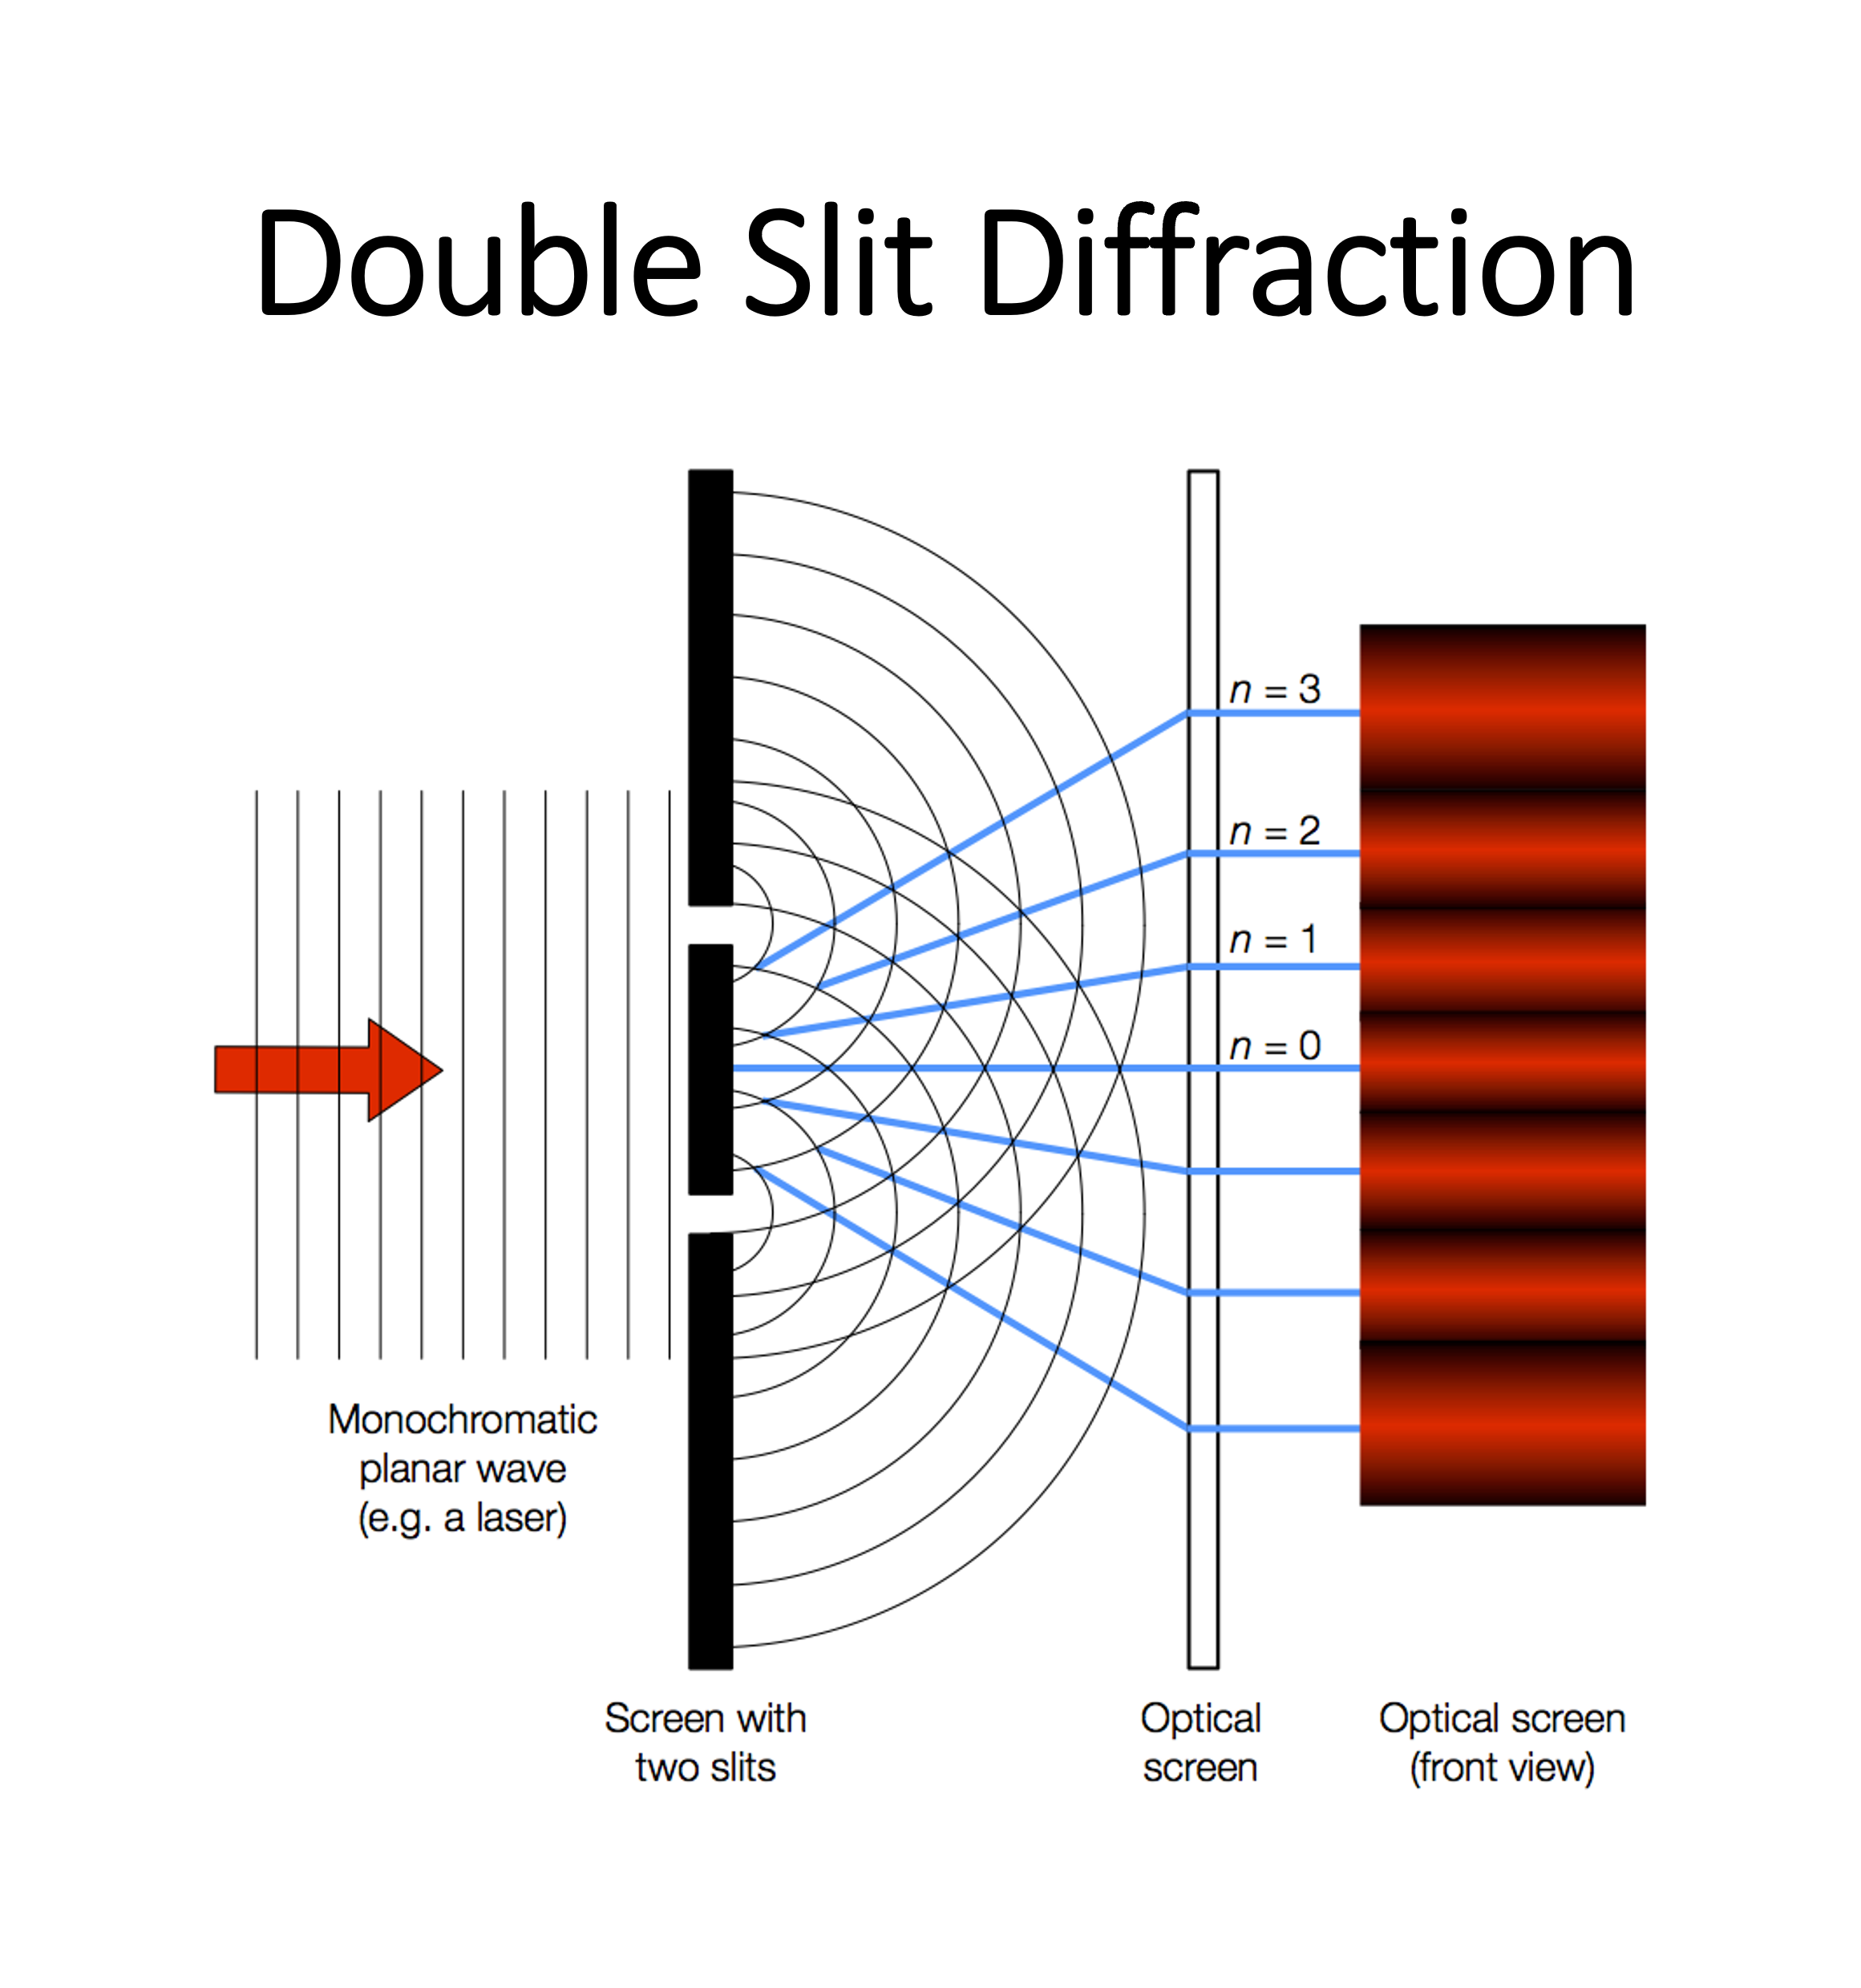 Double Slit Diffraction
n = 3
n = 2
n = 1
n = 0
Monochromatic
planar wave
(e.g. a laser)
Screen with
two slits
Optical
screen
Optical screen
(front view)